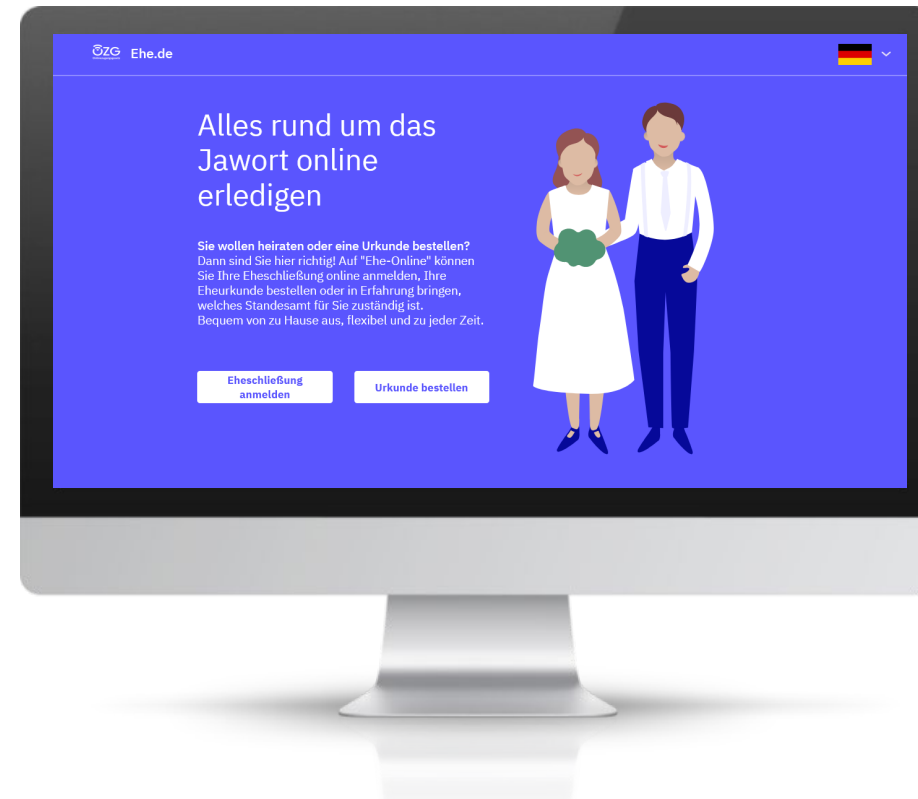 OZG Ehe.de
Alles rund um das
Jawort online
erledigen
Sie wollen heiraten oder eine Urkunde bestellen?
Dann sind Sie hier richtig! Auf "Ehe-Online" können
Sie Ihre Eheschließung online anmelden, Ihre
Eheurkunde bestellen oder in Erfahrung bringen,
welches Standesamt für Sie zuständig ist.
Bequem von zu Hause aus, flexibel und zu jeder Zeit.
Eheschließung
anmelden
Urkunde bestellen